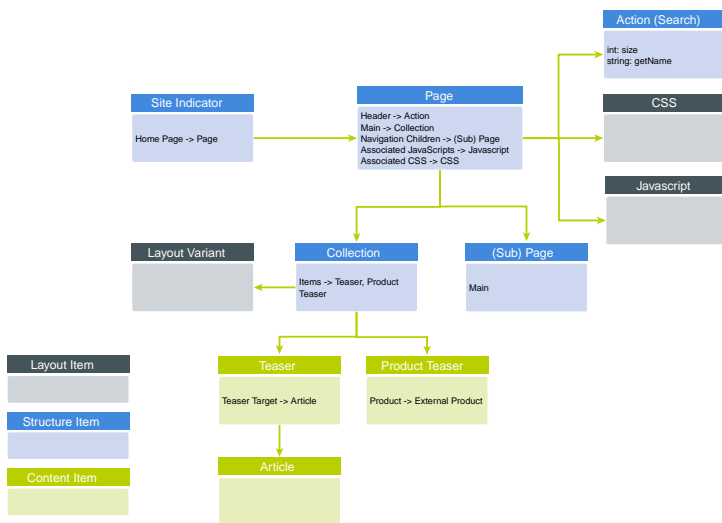 Action (Search)
int: size
string: getName
Site Indicator
Home Page -> Page
Page
Header -> Action
Main -> Collection
Navigation Children -> (Sub) Page
Associated JavaScripts -> Javascript
Associated CSS -> CSS
CSS
Javascript
Layout Variant
Collection
Items -> Teaser, Product
Teaser
(Sub) Page
Main
Layout Item
Structure Item
Content Item
Teaser
Teaser Target -> Article
Product Teaser
Product -> External Product
Article